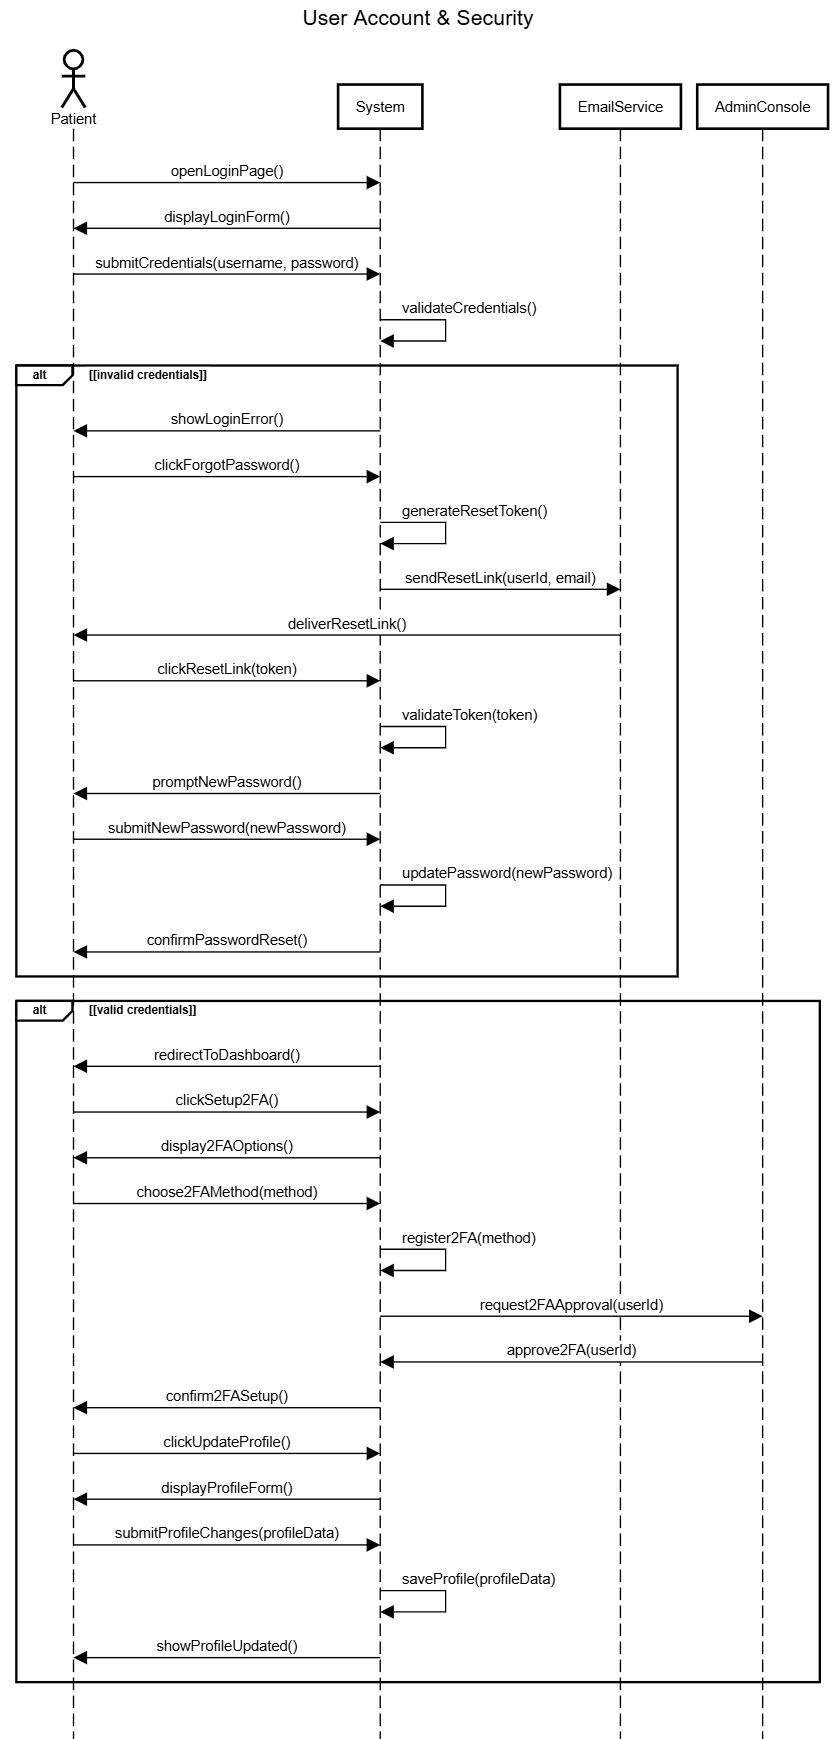 User Account & Security
Patient
System
EmailService
AdminConsole
openLoginPage()
displayLoginForm()
submitCredentials(username, password)
validateCredentials()
alt
[[invalid credentials]]
showLoginError()
clickForgotPassword()
generateResetToken()
sendResetLink(userId, email)
deliverResetLink()
clickResetLink(token)
validateToken(token)
promptNewPassword()
submitNewPassword(newPassword)
updatePassword(newPassword)
confirmPasswordReset()
alt
[[valid credentials]]
redirectToDashboard()
clickSetup2FA()
display2FAOptions()
choose2FAMethod(method)
register2FA(method)
request2FAApproval(userId)
approve2FA(userId)
confirm2FASetup()
clickUpdateProfile()
displayProfileForm()
submitProfileChanges(profileData)
saveProfile(profileData)
showProfileUpdated()